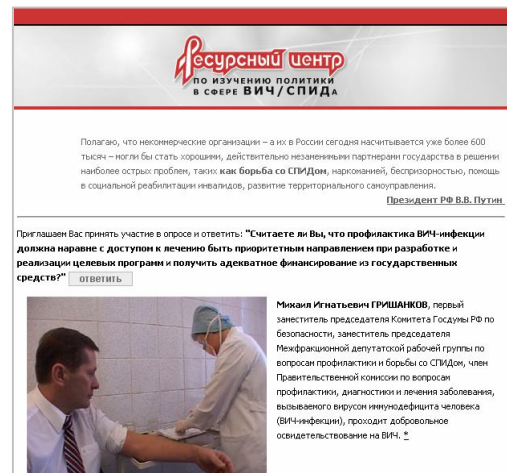 Ресурсный центр
ПО ИЗУЧЕНИЮ ПОЛИТИКИ
В СФЕРЕ ВИЧ/СПИДА
Полагаю, что некоммерческие организации – а их в России сегодня насчитывается уже более 600
тысяч – могли бы стать хорошими, действительно незаменимыми партнерами государства в решении
наиболее острых проблем, таких как борьба со СПИДом, наркоманией, беспризорностью, помощь
в социальной реабилитации инвалидов, развитие территориального самоуправления.
Президент РФ В.В. Путин
Приглашаем Вас принять участие в опросе и ответить: "Считаете ли Вы, что профилактика ВИЧ-инфекции
должна наравне с доступом к лечению быть приоритетным направлением при разработке и
реализации целевых программ и получить адекватное финансирование из государственных
средств?" ответить
Михаил Игнатьевич ГРИШАНКОВ, первый
заместитель председателя Комитета Госдумы РФ по
безопасности, заместитель председателя
Межфракционной депутатской рабочей группы по
вопросам профилактики и борьбы со СПИДом, член
Правительственной комиссии по вопросам
профилактики, диагностики и лечения заболевания,
вызываемого вирусом иммунодефицита человека
(ВИЧ-инфекции), проходит добровольное
освидетельствование на ВИЧ. *